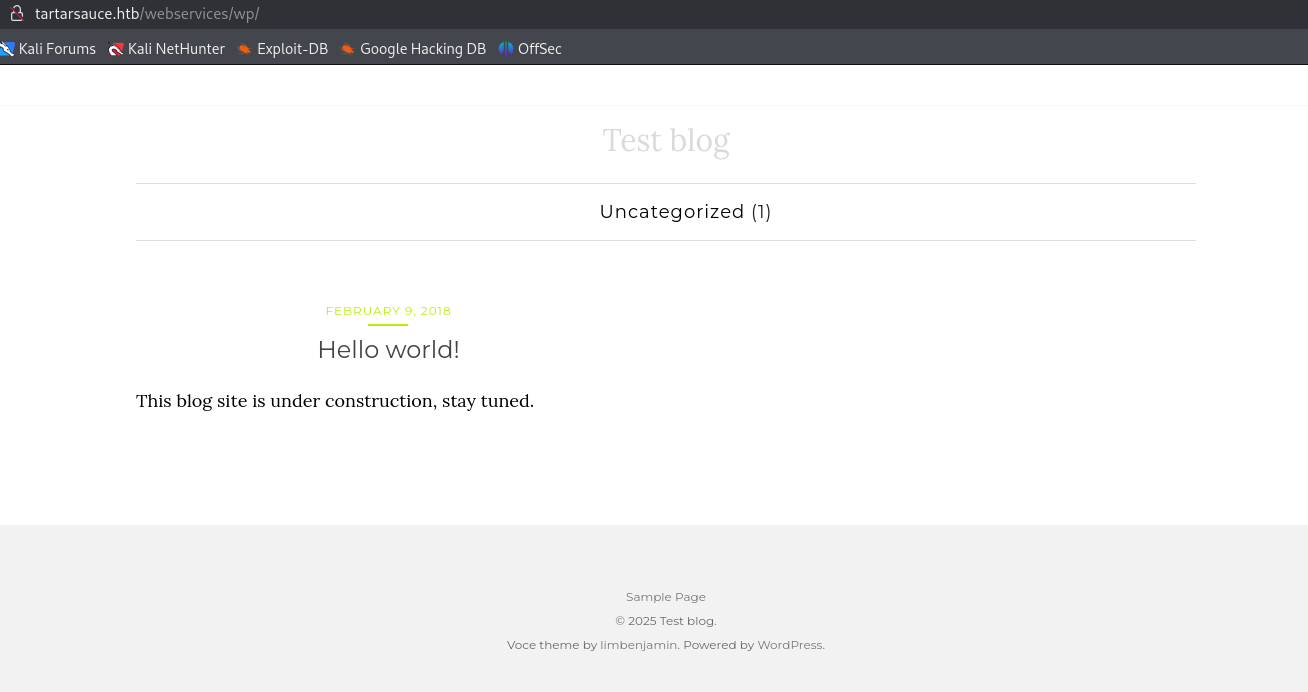 tartarsauce.htb/webservices/wp/
Kali Forums Kali NetHunter Exploit-DB Google Hacking DB OffSec
Test blog
Uncategorized (1)
FEBRUARY 9, 2018
Hello world!
This blog site is under construction, stay tuned.
Sample Page
© 2025 Test blog.
Voce theme by limbenjamin. Powered by WordPress.